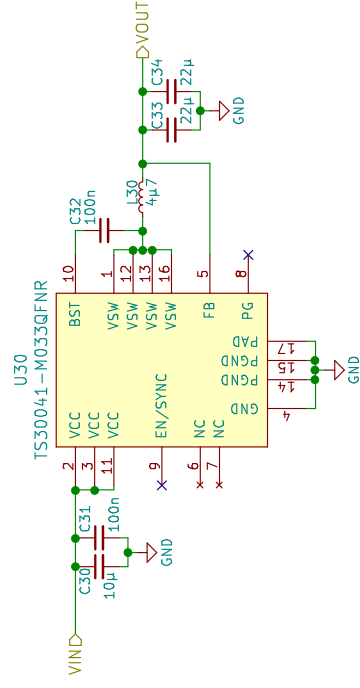 VOUT
C34
22µ
C33
22µ
GND
L30
4µ7
C32
100n
10
1
12
13
16
5
8
BST
VSW
VSW
VSW
VSW
FB
PG
U30
TS30041-M033QFNR
PAD
17
PGND
15
PGND
14
GND
4
GND
VCC
VCC
VCC
EN/SYNC
NC
NC
2
3
11
9
6
7
C31
100n
C30
10µ
GND
VIN